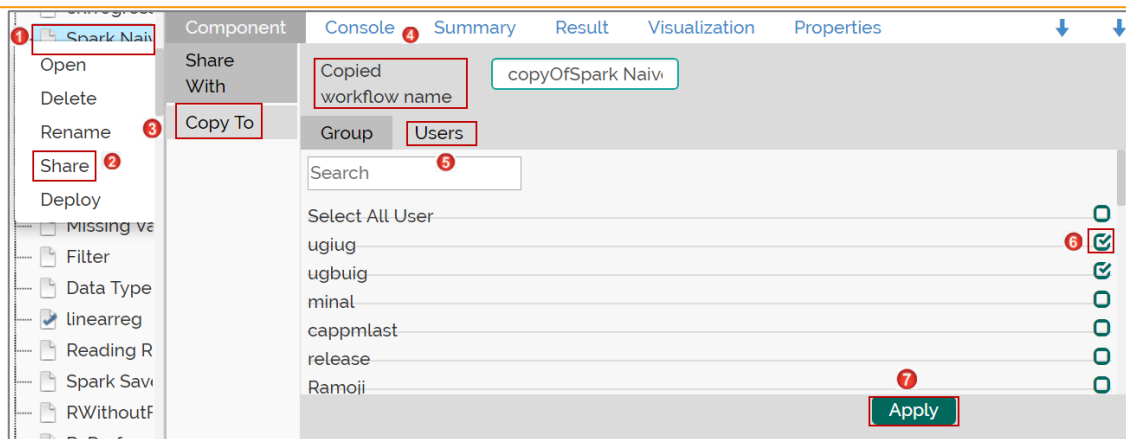 1 Spark Naiv
Open
Delete
Rename 3
Share 2
Deploy
Missing Va
Filter
Data Type
linearreg
Reading R
Spark Save
RWithoutF
Component Console 4 Summary Result Visualization Properties
Share
With
Copy To
Copied
workflow name
copyOfSpark Naive
Group Users
5
Search
Select All User
ugiug 6
ugbuig
minal
cappmlast
release
Ramoji
7
Apply